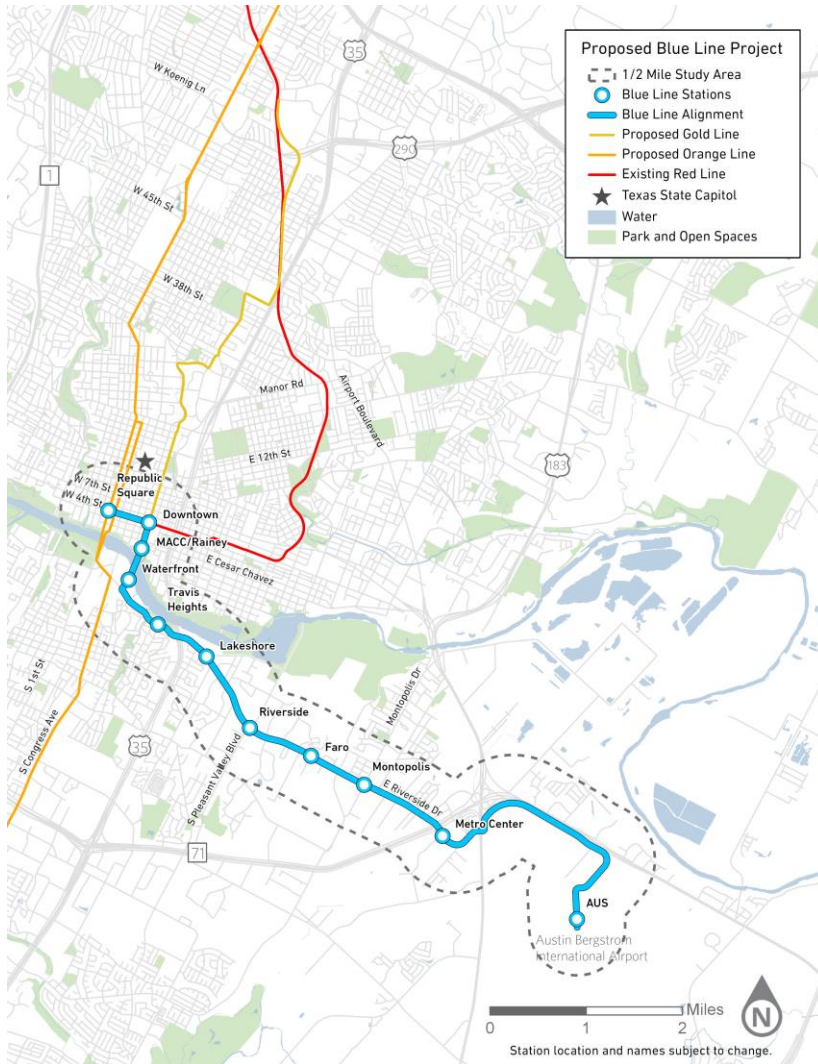 Proposed Blue Line Project
1/2 Mile Study Area
Blue Line Stations
Blue Line Alignment
Proposed Gold Line
Proposed Orange Line
Existing Red Line
Texas State Capitol
Water
Park and Open Spaces
35
W Koenig Ln
290
1
W 45th St
W 38th St
Manor Rd
Airport Boulevard
E 12th St
183
Republic
Square
W 7th St
W 4th St
Downtown
MACC/Rainey
E Cesar Chavez
Waterfront
Travis
Heights
Lakeshore
S 1st St
Montopolis Dr
Riverside
S Congress Ave
35
S Pleasant Valley Blvd
Faro
Montopolis
E Riverside Dr
Metro Center
71
AUS
Austin Bergstrom
International Airport
Miles
0
1
2
N
Station location and names subject to change.